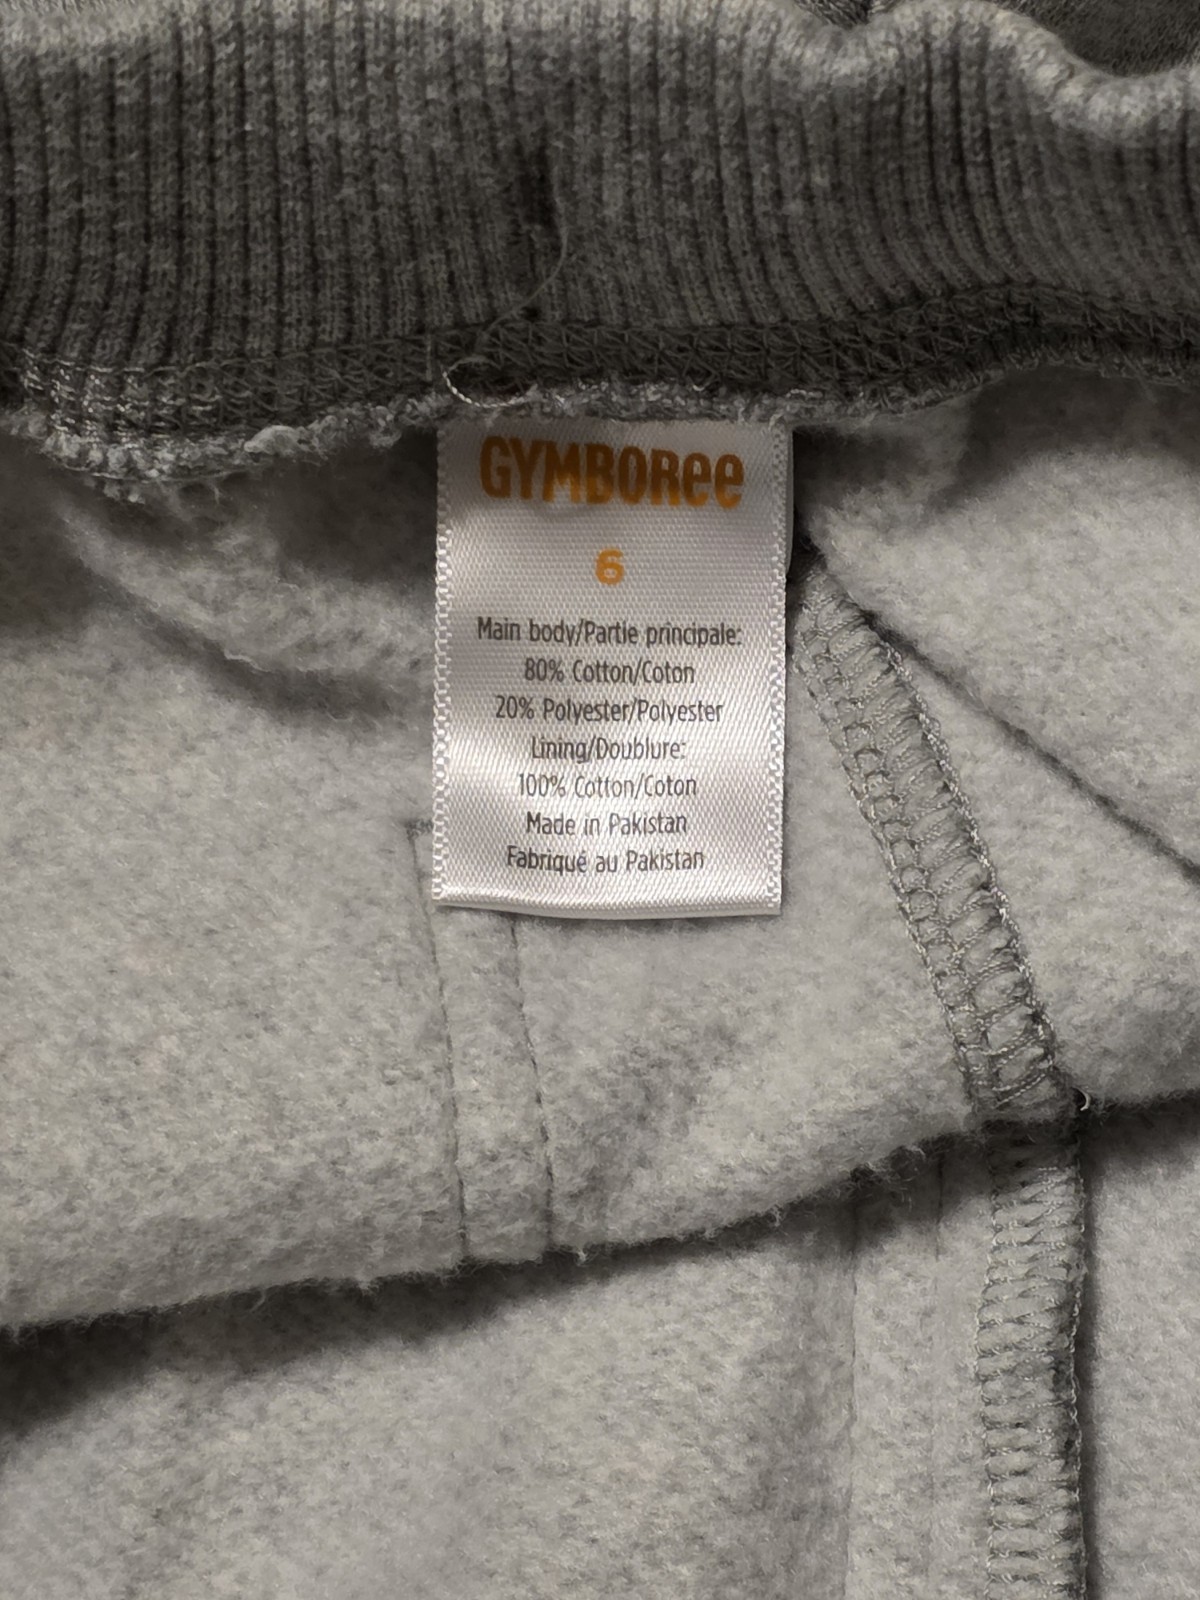 GYMBOREE
6
Main body/Partie principale:
80% Cotton/Coton
20% Polyester/Polyester
Lining/Doublure:
100% Cotton/Coton
Made in Pakistan
Fabriqué au Pakistan